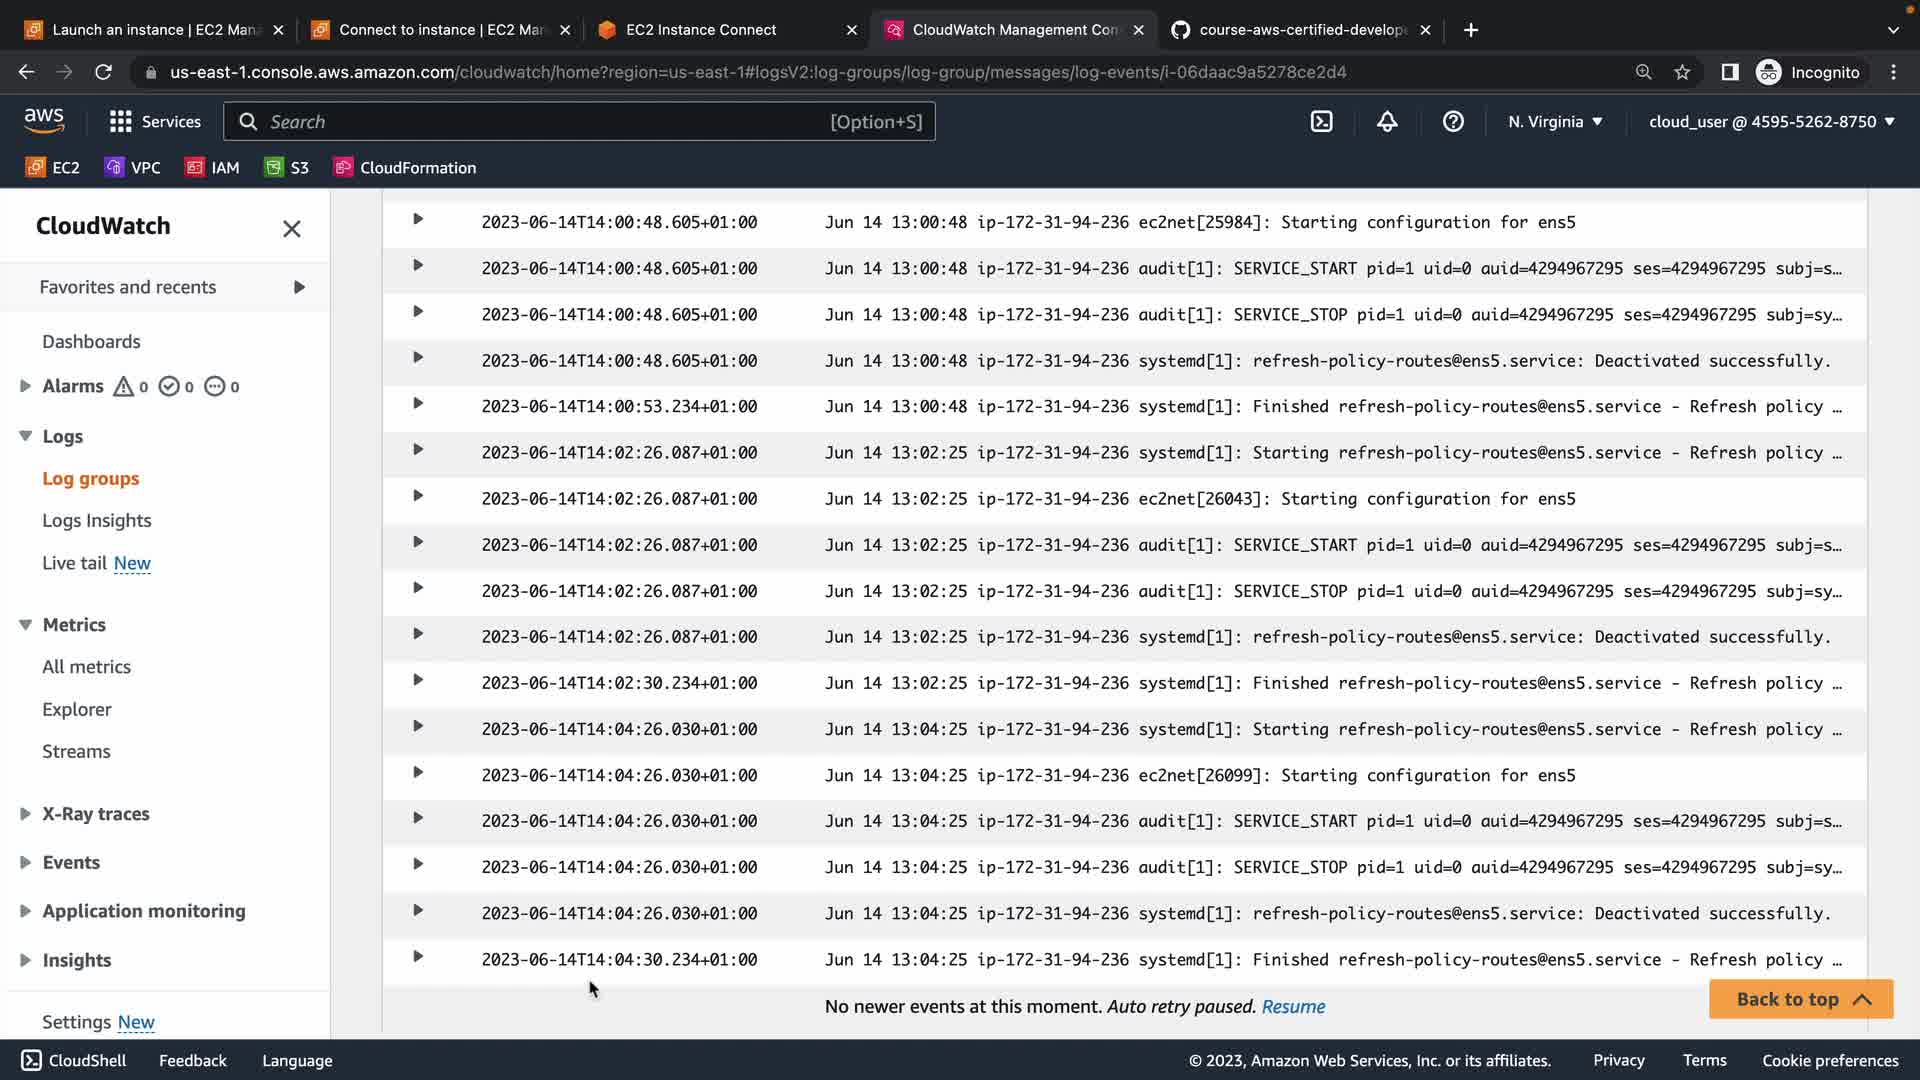 Launch an instance | EC2 Mana
Connect to instance | EC2 Man
EC2 Instance Connect
CloudWatch Management Con
course-aws-certified-develope
us-east-1.console.aws.amazon.com/cloudwatch/home?region=us-east-1#logsV2:log-groups/log-group/messages/log-events/i-06daac9a5278ce2d4
Incognito
aws
Services
Search
[Option+S]
N. Virginia
cloud_user @ 4595-5262-8750
EC2
VPC
IAM
S3
CloudFormation
CloudWatch
Favorites and recents
Dashboards
Alarms 0 0 0
Logs
Log groups
Logs Insights
Live tail New
Metrics
All metrics
Explorer
Streams
X-Ray traces
Events
Application monitoring
Insights
Settings New
2023-06-14T14:00:48.605+01:00 Jun 14 13:00:48 ip-172-31-94-236 ec2net[25984]: Starting configuration for ens5
2023-06-14T14:00:48.605+01:00 Jun 14 13:00:48 ip-172-31-94-236 audit[1]: SERVICE_START pid=1 uid=0 auid=4294967295 ses=4294967295 subj=s…
2023-06-14T14:00:48.605+01:00 Jun 14 13:00:48 ip-172-31-94-236 audit[1]: SERVICE_STOP pid=1 uid=0 auid=4294967295 ses=4294967295 subj=sy…
2023-06-14T14:00:48.605+01:00 Jun 14 13:00:48 ip-172-31-94-236 systemd[1]: refresh-policy-routes@ens5.service: Deactivated successfully.
2023-06-14T14:00:53.234+01:00 Jun 14 13:00:48 ip-172-31-94-236 systemd[1]: Finished refresh-policy-routes@ens5.service - Refresh policy …
2023-06-14T14:02:26.087+01:00 Jun 14 13:02:25 ip-172-31-94-236 systemd[1]: Starting refresh-policy-routes@ens5.service - Refresh policy …
2023-06-14T14:02:26.087+01:00 Jun 14 13:02:25 ip-172-31-94-236 ec2net[26043]: Starting configuration for ens5
2023-06-14T14:02:26.087+01:00 Jun 14 13:02:25 ip-172-31-94-236 audit[1]: SERVICE_START pid=1 uid=0 auid=4294967295 ses=4294967295 subj=s…
2023-06-14T14:02:26.087+01:00 Jun 14 13:02:25 ip-172-31-94-236 audit[1]: SERVICE_STOP pid=1 uid=0 auid=4294967295 ses=4294967295 subj=sy…
2023-06-14T14:02:26.087+01:00 Jun 14 13:02:25 ip-172-31-94-236 systemd[1]: refresh-policy-routes@ens5.service: Deactivated successfully.
2023-06-14T14:02:30.234+01:00 Jun 14 13:02:25 ip-172-31-94-236 systemd[1]: Finished refresh-policy-routes@ens5.service - Refresh policy …
2023-06-14T14:04:26.030+01:00 Jun 14 13:04:25 ip-172-31-94-236 systemd[1]: Starting refresh-policy-routes@ens5.service - Refresh policy …
2023-06-14T14:04:26.030+01:00 Jun 14 13:04:25 ip-172-31-94-236 ec2net[26099]: Starting configuration for ens5
2023-06-14T14:04:26.030+01:00 Jun 14 13:04:25 ip-172-31-94-236 audit[1]: SERVICE_START pid=1 uid=0 auid=4294967295 ses=4294967295 subj=s…
2023-06-14T14:04:26.030+01:00 Jun 14 13:04:25 ip-172-31-94-236 audit[1]: SERVICE_STOP pid=1 uid=0 auid=4294967295 ses=4294967295 subj=sy…
2023-06-14T14:04:26.030+01:00 Jun 14 13:04:25 ip-172-31-94-236 systemd[1]: refresh-policy-routes@ens5.service: Deactivated successfully.
2023-06-14T14:04:30.234+01:00 Jun 14 13:04:25 ip-172-31-94-236 systemd[1]: Finished refresh-policy-routes@ens5.service - Refresh policy …
No newer events at this moment. Auto retry paused. Resume
Back to top
CloudShell
Feedback
Language
© 2023, Amazon Web Services, Inc. or its affiliates.
Privacy
Terms
Cookie preferences